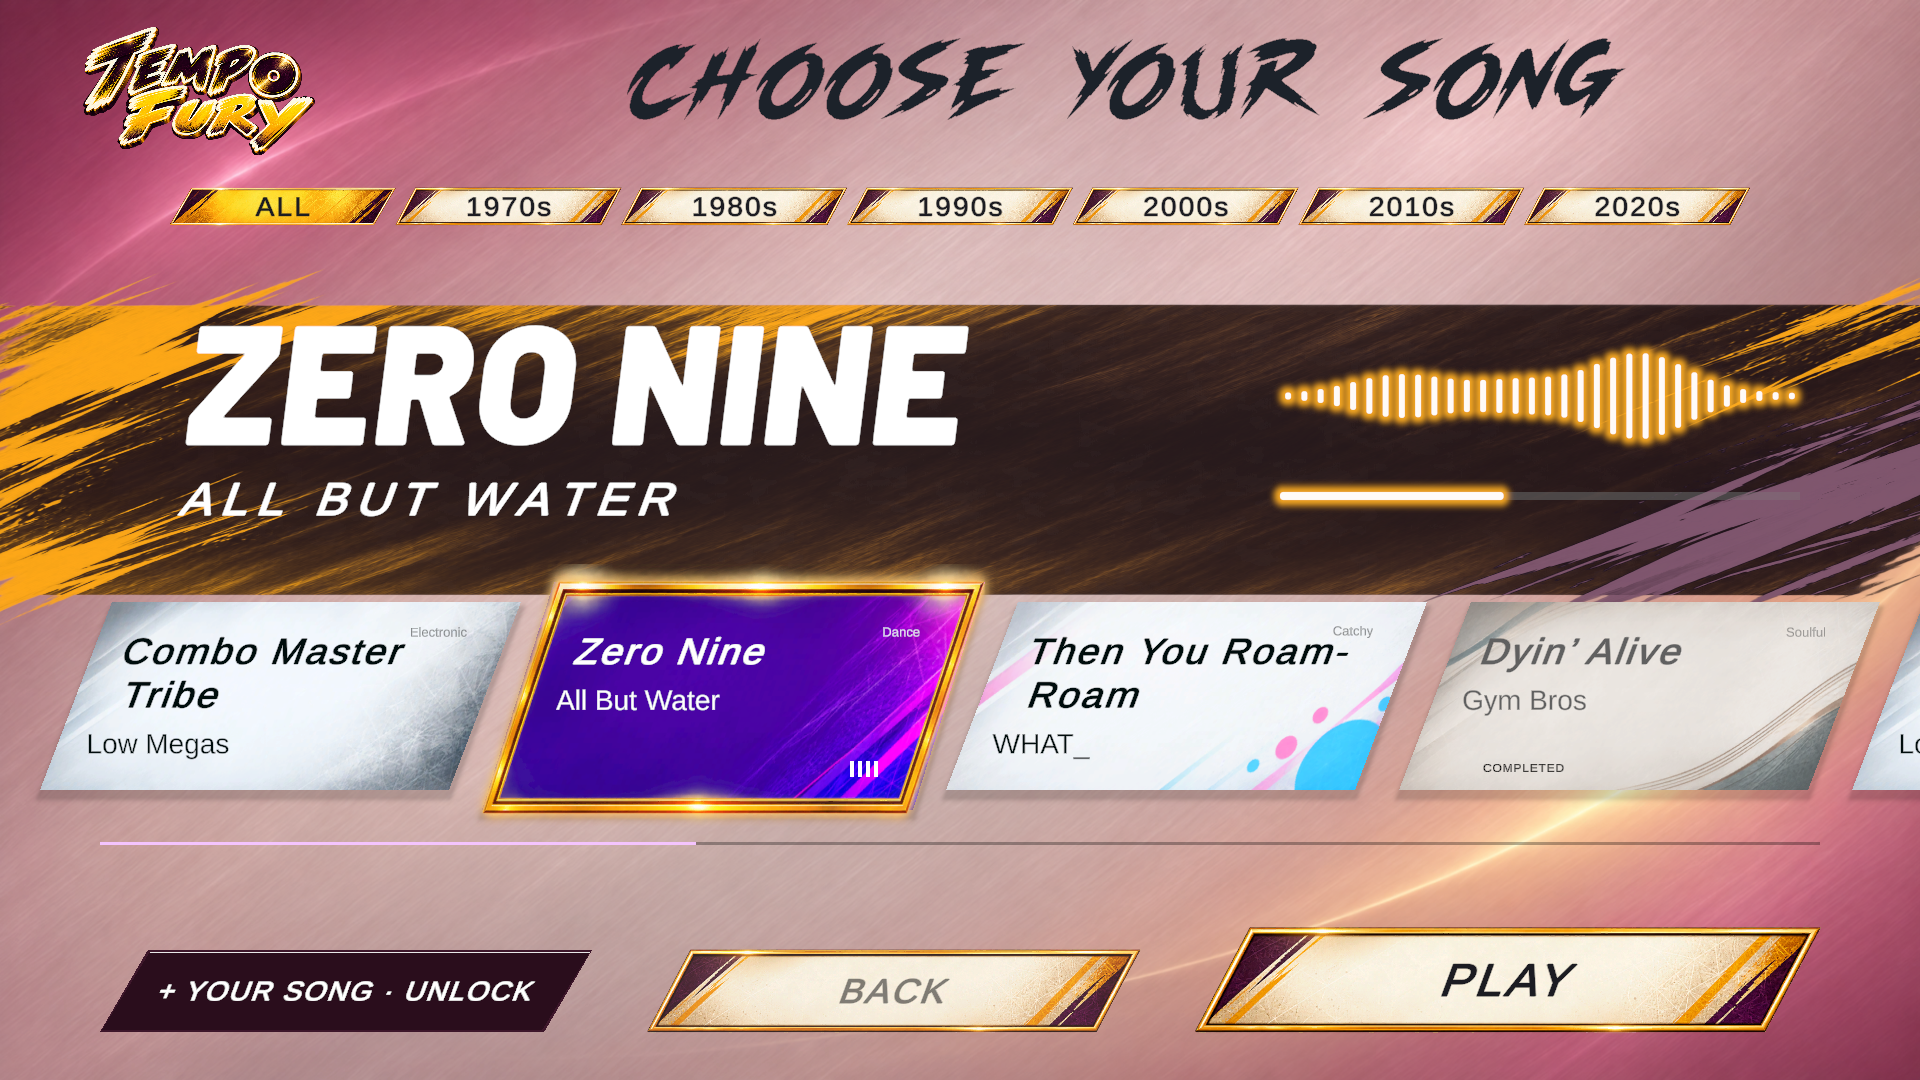 TEMPO
FURY
CHOOSE YOUR SONG
ALL
1970s
1980s
1990s
2000s
2010s
2020s
ZERO NINE
ALL BUT WATER
Electronic
Combo Master
Tribe
Low Megas
Dance
Zero Nine
All But Water
Catchy
Then You Roam-
Roam
WHAT_
Soulful
Dyin’ Alive
Gym Bros
COMPLETED
+ YOUR SONG · UNLOCK
BACK
PLAY